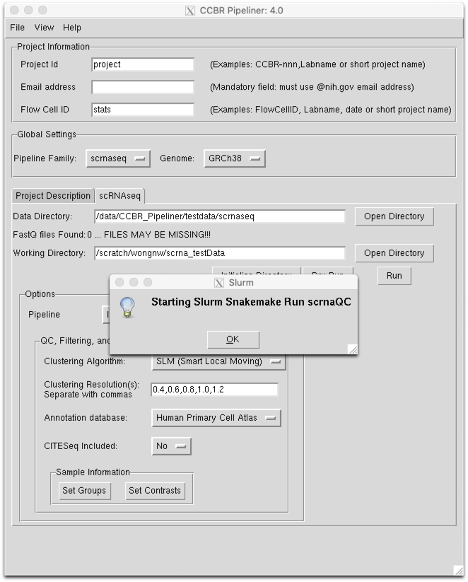 CCBR Pipeliner: 4.0
File View Help
Project Information
Project Id project (Examples: CCBR-nnn,Labname or short project name)
Email address (Mandatory field: must use @nih.gov email address)
Flow Cell ID stats (Examples: FlowCellID, Labname, date or short project name)
Global Settings
Pipeline Family: scrnaseq Genome: GRCh38
Project Description scRNAseq
Data Directory: /data/CCBR_Pipeliner/testdata/scrnaseq Open Directory
FastQ files Found: 0 ... FILES MAY BE MISSING!!!
Working Directory: /scratch/wongnw/scrna_testData Open Directory
Run
Slurm
Starting Slurm Snakemake Run scrnaQC
OK
Options
Pipeline
QC, Filtering, and
Clustering Algorithm: SLM (Smart Local Moving)
Clustering Resolution(s):
Separate with commas 0.4,0.6,0.8,1.0,1.2
Annotation database: Human Primary Cell Atlas
CITESeq Included: No
Sample Information
Set Groups Set Contrasts